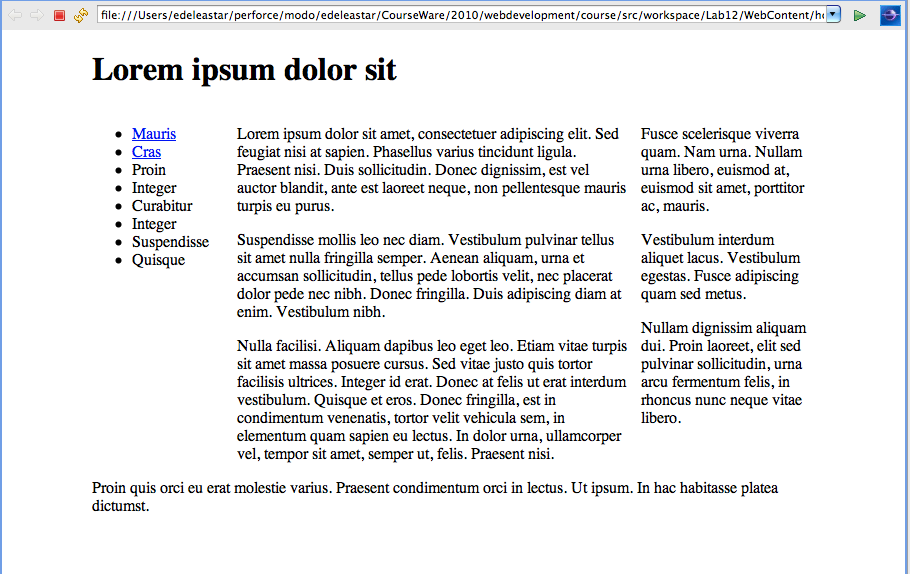 file:///Users/edeleastar/perforce/modo/edeleastar/CourseWare/2010/webdevelopment/course/src/workspace/Lab12/WebContent/ho
Lorem ipsum dolor sit
Mauris
Cras
Proin
Integer
Curabitur
Integer
Suspendisse
Quisque
Lorem ipsum dolor sit amet, consectetuer adipiscing elit. Sed
feugiat nisi at sapien. Phasellus varius tincidunt ligula.
Praesent nisi. Duis sollicitudin. Donec dignissim, est vel
auctor blandit, ante est laoreet neque, non pellentesque mauris
turpis eu purus.
Suspendisse mollis leo nec diam. Vestibulum pulvinar tellus
sit amet nulla fringilla semper. Aenean aliquam, urna et
accumsan sollicitudin, tellus pede lobortis velit, nec placerat
dolor pede nec nibh. Donec fringilla. Duis adipiscing diam at
enim. Vestibulum nibh.
Nulla facilisi. Aliquam dapibus leo eget leo. Etiam vitae turpis
sit amet massa posuere cursus. Sed vitae justo quis tortor
facilisis ultrices. Integer id erat. Donec at felis ut erat interdum
vestibulum. Quisque et eros. Donec fringilla, est in
condimentum venenatis, tortor velit vehicula sem, in
elementum quam sapien eu lectus. In dolor urna, ullamcorper
vel, tempor sit amet, semper ut, felis. Praesent nisi.
Fusce scelerisque viverra
quam. Nam urna. Nullam
urna libero, euismod at,
euismod sit amet, porttitor
ac, mauris.
Vestibulum interdum
aliquet lacus. Vestibulum
egestas. Fusce adipiscing
quam sed metus.
Nullam dignissim aliquam
dui. Proin laoreet, elit sed
pulvinar sollicitudin, urna
arcu fermentum felis, in
rhoncus nunc neque vitae
libero.
Proin quis orci eu erat molestie varius. Praesent condimentum orci in lectus. Ut ipsum. In hac habitasse platea
dictumst.